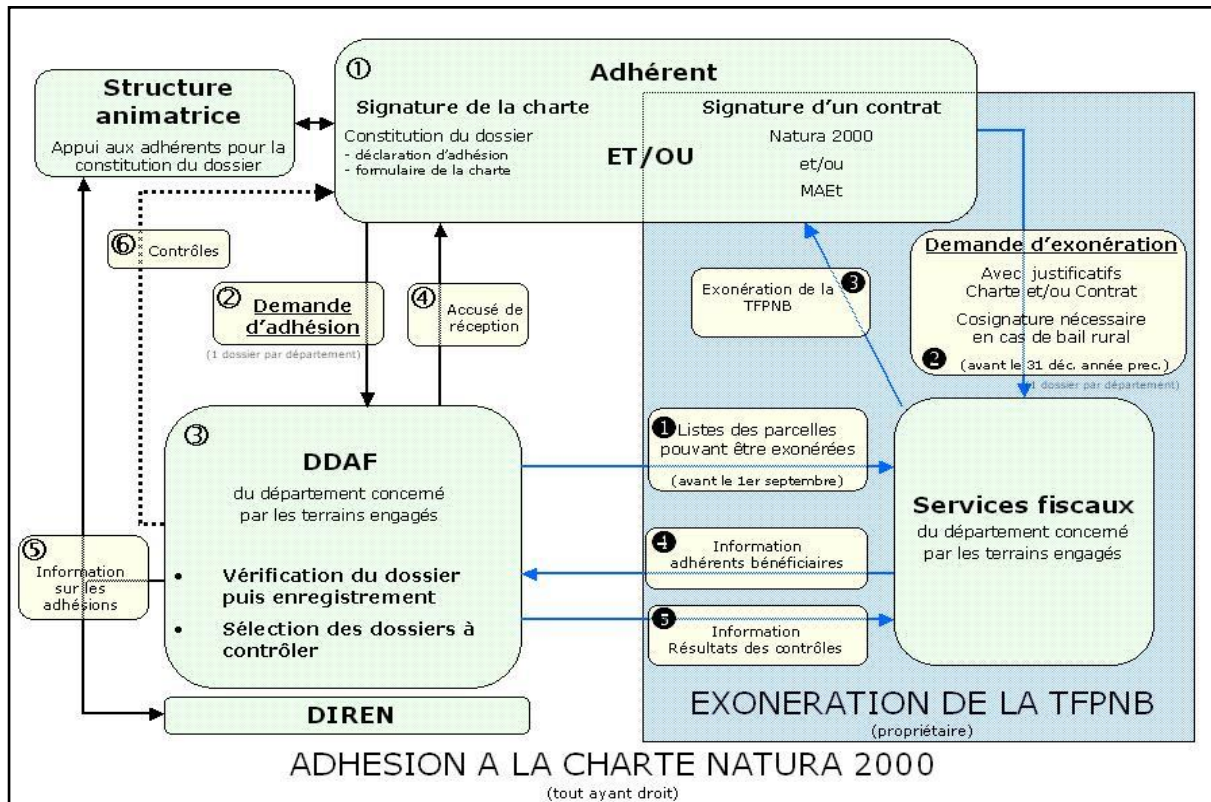 ①
Adhérent
Structure
animatrice
Appui aux adhérents pour la
constitution du dossier
Signature de la charte
Constitution du dossier
- déclaration d'adhésion
- formulaire de la charte
ET/OU
Signature d'un contrat
Natura 2000
et/ou
MAEt
⑥ Contrôles
② Demande
d'adhésion
(1 dossier par département)
④ Accusé de
réception
Exonération de la ❸
TFPNB
Demande d'exonération
Avec justificatifs
Charte et/ou Contrat
Cosignature nécessaire
en cas de bail rural
❷ (avant le 31 déc. année prec.)
(1 dossier par département)
③
DDAF
du département concerné
par les terrains engagés
• Vérification du dossier
puis enregistrement
• Sélection des dossiers à
contrôler
❶ Listes des parcelles
pouvant être exonérées
(avant le 1er septembre)
❹ Information
adhérents bénéficiaires
❺ Information
Résultats des contrôles
Services fiscaux
du département concerné
par les terrains engagés
⑤
Information
sur les
adhésions
DIREN
EXONERATION DE LA TFPNB
(propriétaire)
ADHESION A LA CHARTE NATURA 2000
(tout ayant droit)